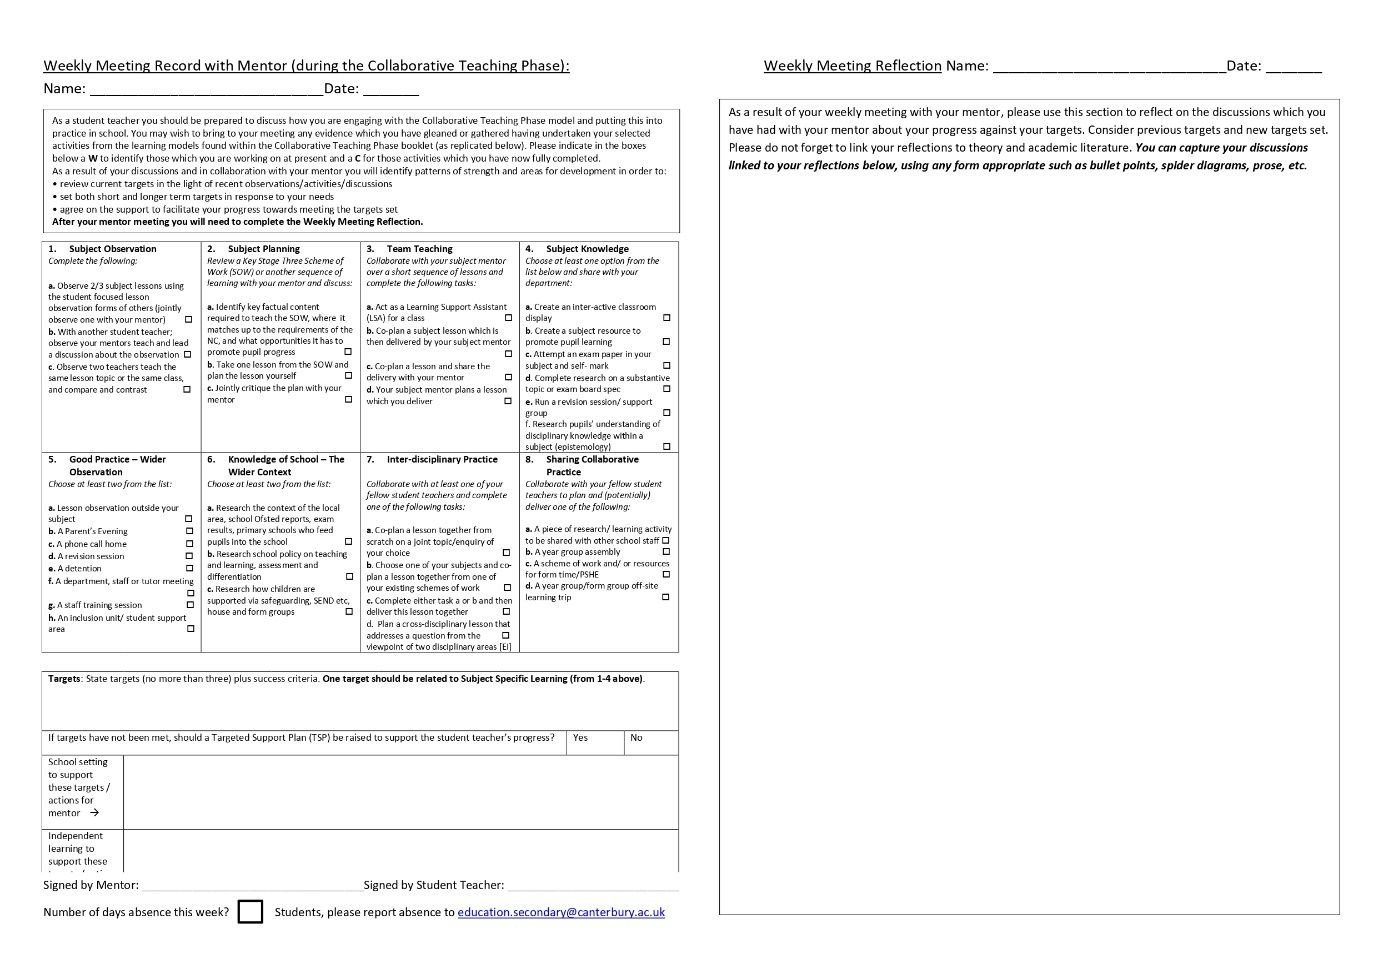 Weekly Meeting Record with Mentor (during the Collaborative Teaching Phase):
Name: _____________________________Date: _______
As a student teacher you should be prepared to discuss how you are engaging with the Collaborative Teaching Phase model and putting this into
practice in school. You may wish to bring to your meeting any evidence which you have gleaned or gathered having undertaken your selected
activities from the learning models found within the Collaborative Teaching Phase booklet (as replicated below). Please indicate in the boxes
below a W to identify those which you are working on at present and a C for those activities which you have now fully completed.
As a result of your discussions and in collaboration with your mentor you will identify patterns of strength and areas for development in order to:
• review current targets in the light of recent observations/activities/discussions
• set both short and longer term targets in response to your needs
• agree on the support to facilitate your progress towards meeting the targets set
After your mentor meeting you will need to complete the Weekly Meeting Reflection.
1. Subject Observation
Complete the following:
a. Observe 2/3 subject lessons using
the student focused lesson
observation forms of others (jointly
observe one with your mentor) ☐
b. With another student teacher;
observe your mentors teach and lead
a discussion about the observation ☐
c. Observe two teachers teach the
same lesson topic or the same class,
and compare and contrast ☐
2. Subject Planning
Review a Key Stage Three Scheme of
Work (SOW) or another sequence of
learning with your mentor and discuss:
a. Identify key factual content
required to teach the SOW, where it
matches up to the requirements of the
NC, and what opportunities it has to
promote pupil progress ☐
b. Take one lesson from the SOW and
plan the lesson yourself ☐
c. Jointly critique the plan with your
mentor ☐
3. Team Teaching
Collaborate with your subject mentor
over a short sequence of lessons and
complete the following tasks:
a. Act as a Learning Support Assistant
(LSA) for a class ☐
b. Co-plan a subject lesson which is
then delivered by your subject mentor
☐
c. Co-plan a lesson and share the
delivery with your mentor ☐
d. Your subject mentor plans a lesson
which you deliver ☐
4. Subject Knowledge
Choose at least one option from the
list below and share with your
department:
a. Create an inter-active classroom
display ☐
b. Create a subject resource to
promote pupil learning ☐
c. Attempt an exam paper in your
subject and self- mark ☐
d. Complete research on a substantive
topic or exam board spec ☐
e. Run a revision session/ support
group ☐
f. Research pupils' understanding of
disciplinary knowledge within a
subject (epistemology) ☐
5. Good Practice – Wider
Observation
Choose at least two from the list:
a. Lesson observation outside your
subject ☐
b. A Parent's Evening ☐
c. A phone call home ☐
d. A revision session ☐
e. A detention ☐
f. A department, staff or tutor meeting
☐
g. A staff training session ☐
h. An inclusion unit/ student support
area ☐
6. Knowledge of School – The
Wider Context
Choose at least two from the list:
a. Research the context of the local
area, school Ofsted reports, exam
results, primary schools who feed
pupils into the school ☐
b. Research school policy on teaching
and learning, assessment and
differentiation ☐
c. Research how children are
supported via safeguarding, SEND etc,
house and form groups ☐
7. Inter-disciplinary Practice
Collaborate with at least one of your
fellow student teachers and complete
one of the following tasks:
a. Co-plan a lesson together from
scratch on a joint topic/enquiry of
your choice ☐
b. Choose one of your subjects and co-
plan a lesson together from one of
your existing schemes of work ☐
c. Complete either task a or b and then
deliver this lesson together ☐
d. Plan a cross-disciplinary lesson that
addresses a question from the ☐
viewpoint of two disciplinary areas [EI]
8. Sharing Collaborative
Practice
Collaborate with your fellow student
teachers to plan and (potentially)
deliver one of the following:
a. A piece of research/ learning activity
to be shared with other school staff ☐
b. A year group assembly ☐
c. A scheme of work and/ or resources
for form time/PSHE ☐
d. A year group/form group off-site
learning trip ☐
Targets: State targets (no more than three) plus success criteria. One target should be related to Subject Specific Learning (from 1-4 above).
If targets have not been met, should a Targeted Support Plan (TSP) be raised to support the student teacher's progress? Yes No
School setting
to support
these targets /
actions for
mentor →
Independent
learning to
support these
Signed by Mentor: ____________________________________Signed by Student Teacher: ____________________________
Number of days absence this week? ☐ Students, please report absence to education.secondary@canterbury.ac.uk
Weekly Meeting Reflection Name: _____________________________Date: _______
As a result of your weekly meeting with your mentor, please use this section to reflect on the discussions which you
have had with your mentor about your progress against your targets. Consider previous targets and new targets set.
Please do not forget to link your reflections to theory and academic literature. You can capture your discussions
linked to your reflections below, using any form appropriate such as bullet points, spider diagrams, prose, etc.